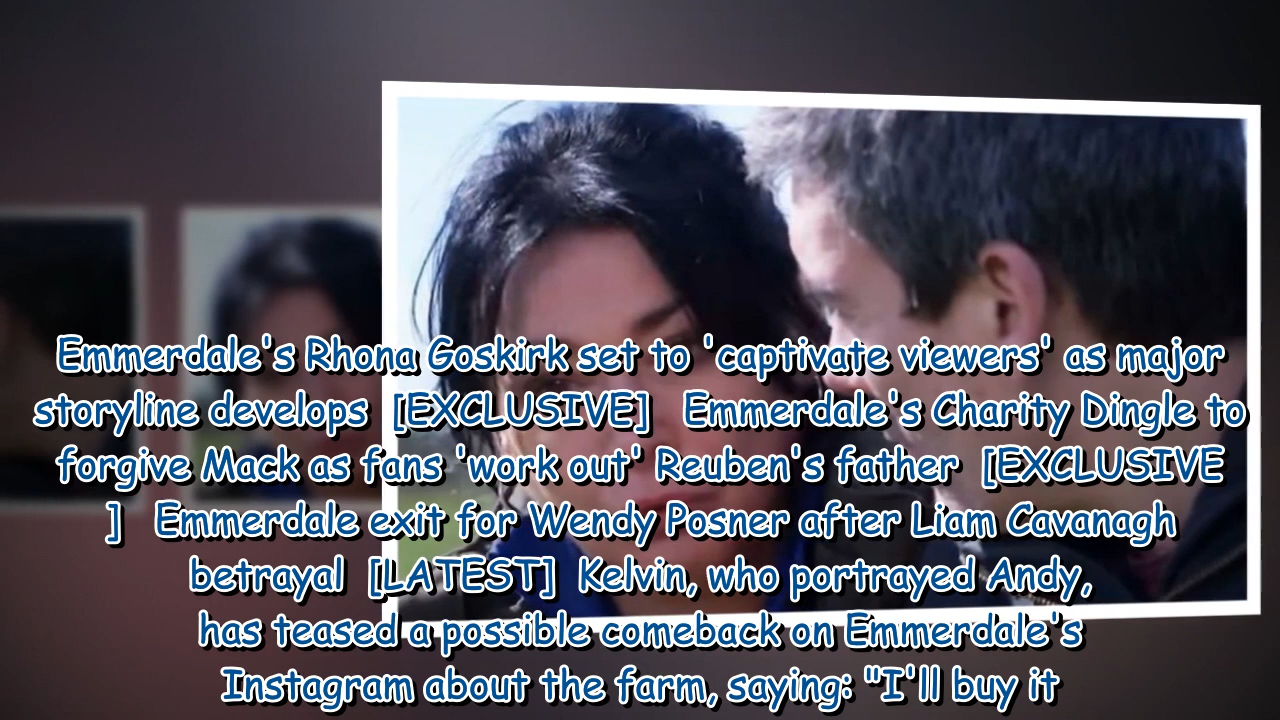 Emmerdale's Rhona Goskirk set to 'captivate viewers' as major
storyline develops  [EXCLUSIVE]   Emmerdale's Charity Dingle to
forgive Mack as fans 'work out' Reuben's father  [EXCLUSIVE
]   Emmerdale exit for Wendy Posner after Liam Cavanagh
betrayal  [LATEST]  Kelvin, who portrayed Andy,
has teased a possible comeback on Emmerdale's
Instagram about the farm, saying: "I'll buy it